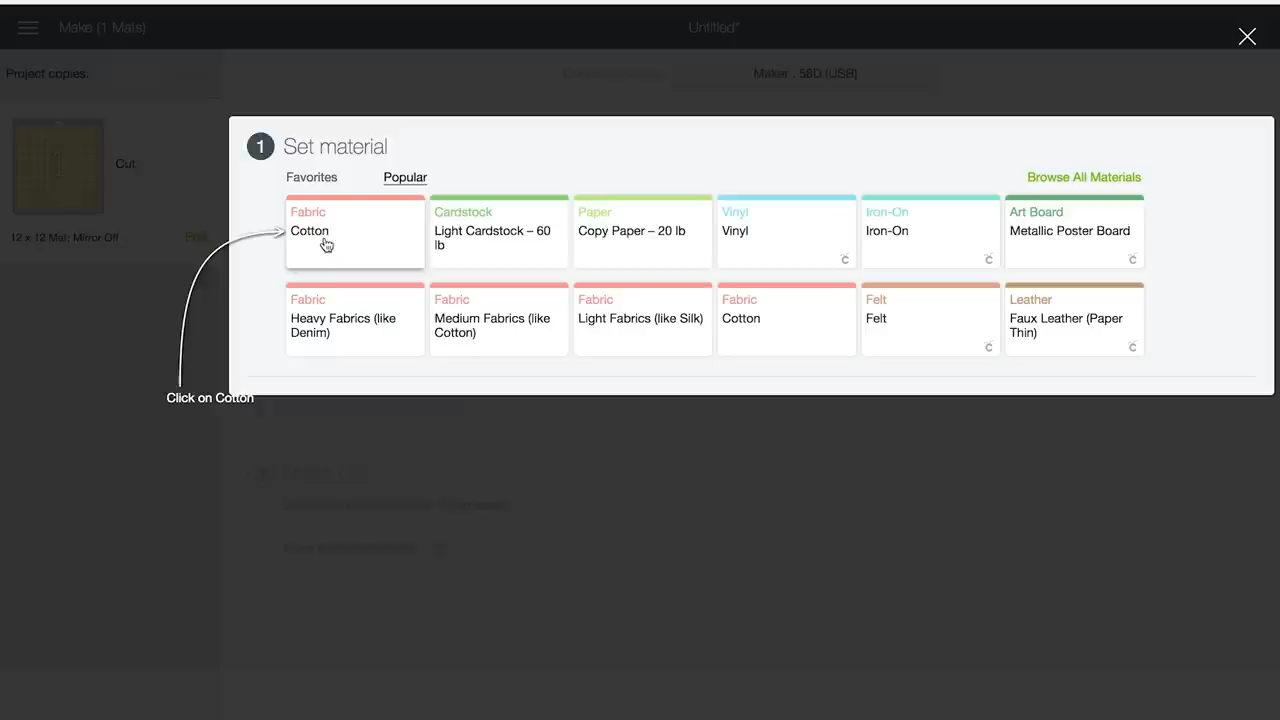 Make (1 Mats)
Untitled*
Project copies:
Maker . 58D (USB)
1 Set material
Favorites
Popular
Browse All Materials
Fabric
Cotton
Cardstock
Light Cardstock – 60
lb
Paper
Copy Paper – 20 lb
Vinyl
Vinyl
Iron-On
Iron-On
Art Board
Metallic Poster Board
Cut
12 x 12 Mat; Mirror Off
Edit
Fabric
Heavy Fabrics (like
Denim)
Fabric
Medium Fabrics (like
Cotton)
Fabric
Light Fabrics (like Silk)
Fabric
Cotton
Felt
Felt
Leather
Faux Leather (Paper
Thin)
Click on Cotton